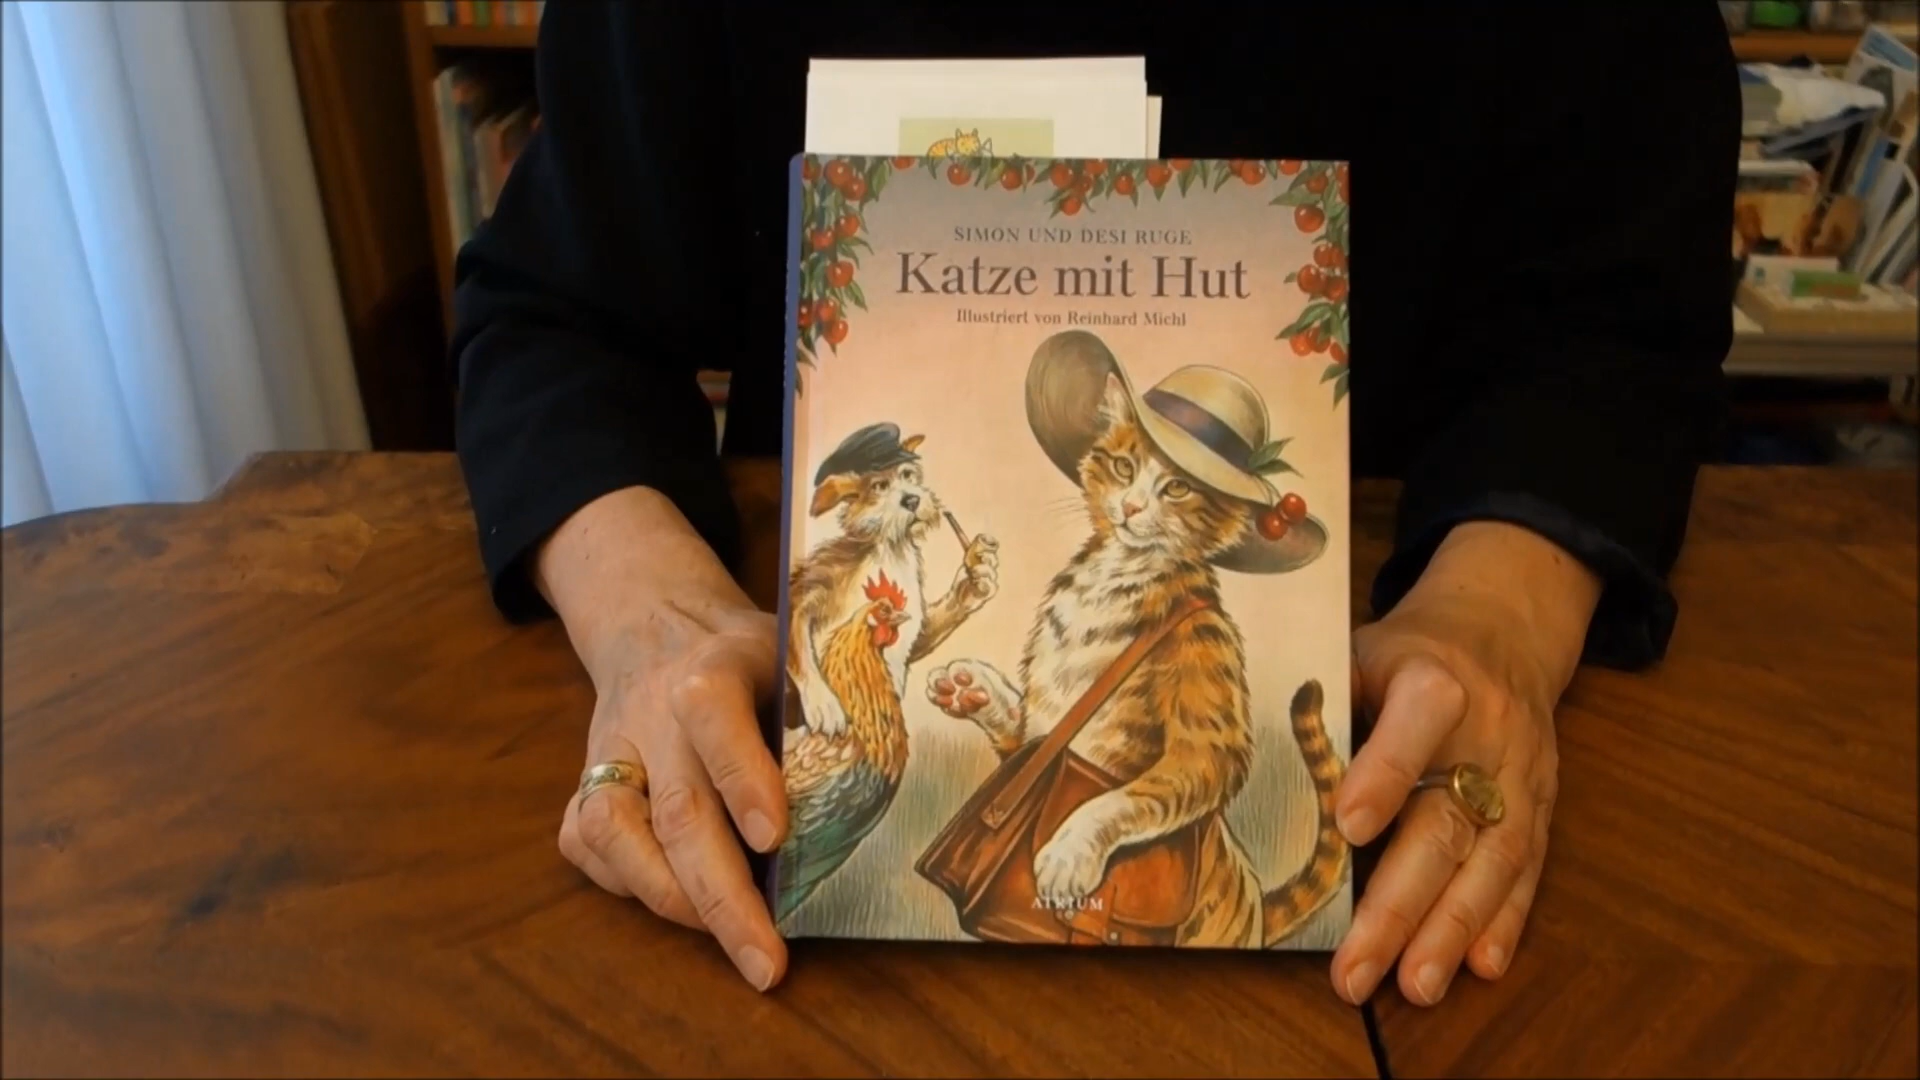 SIMON UND DESI RUGE
Katze mit Hut
Illustriert von Reinhard Michl
ATRIUM